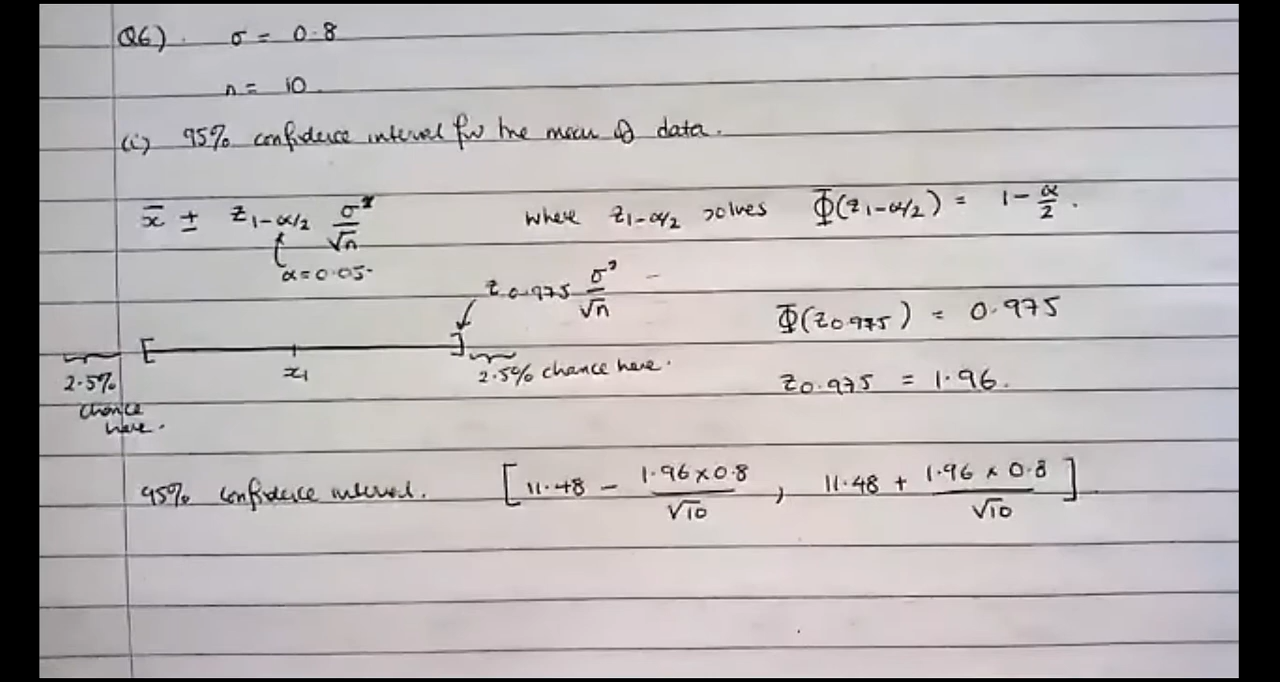 Q6). σ = 0.8
n = 10.
(i) 95% confidence interval for the mean of data.
x̄ ± z₁₋α/₂ σ/√n where z₁₋α/₂ solves Φ(z₁₋α/₂) = 1 - α/2.
α = 0.05
z₀.₉₇₅ σ²/√n
Φ(z₀.₉₇₅) = 0.975
[ x₁ ]
2.5% chance here.
2.5% chance here.
z₀.₉₇₅ = 1.96.
95% confidence interval. [11.48 - 1.96 × 0.8/√10, 11.48 + 1.96 × 0.8/√10]